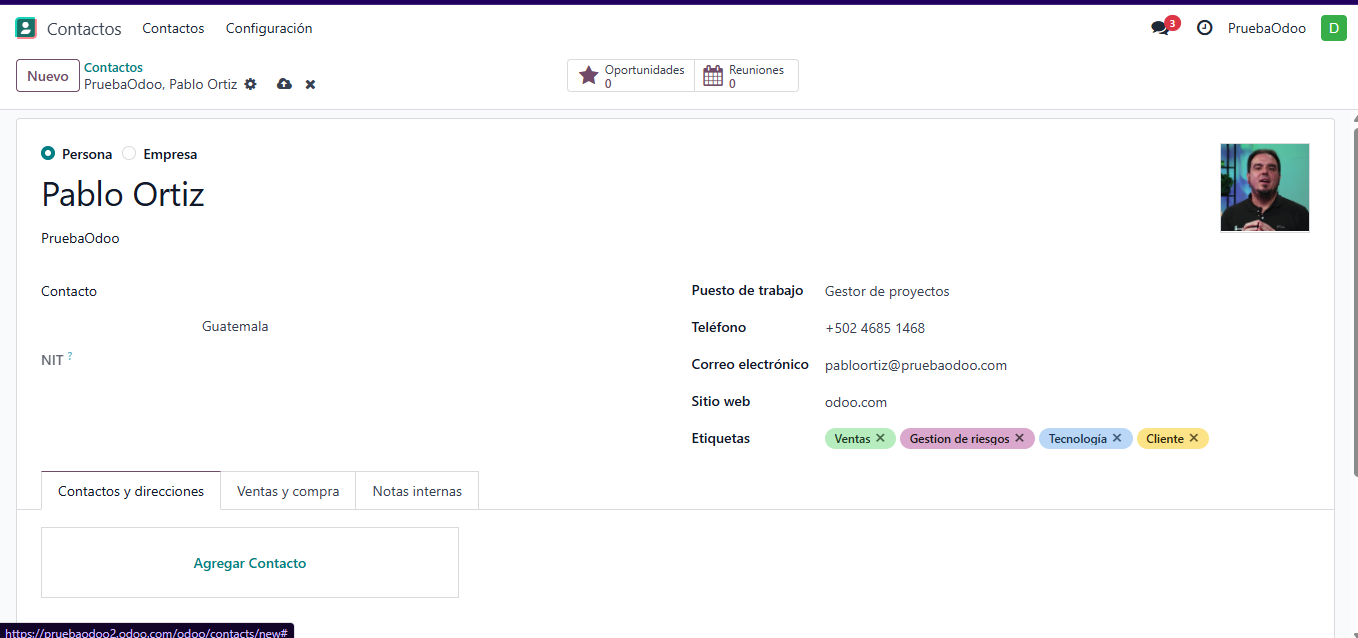 Contactos Contactos Configuración 3 PruebaOdoo D
Nuevo Contactos
PruebaOdoo, Pablo Ortiz
Oportunidades 0
Reuniones 0
Persona Empresa
Pablo Ortiz
PruebaOdoo
Contacto
Guatemala
NIT ?
Puesto de trabajo Gestor de proyectos
Teléfono +502 4685 1468
Correo electrónico pabloortiz@pruebaodoo.com
Sitio web odoo.com
Etiquetas Ventas ✕ Gestion de riesgos ✕ Tecnología ✕ Cliente ✕
Contactos y direcciones Ventas y compra Notas internas
Agregar Contacto
https://pruebaodoo2.odoo.com/odoo/contacts/new#